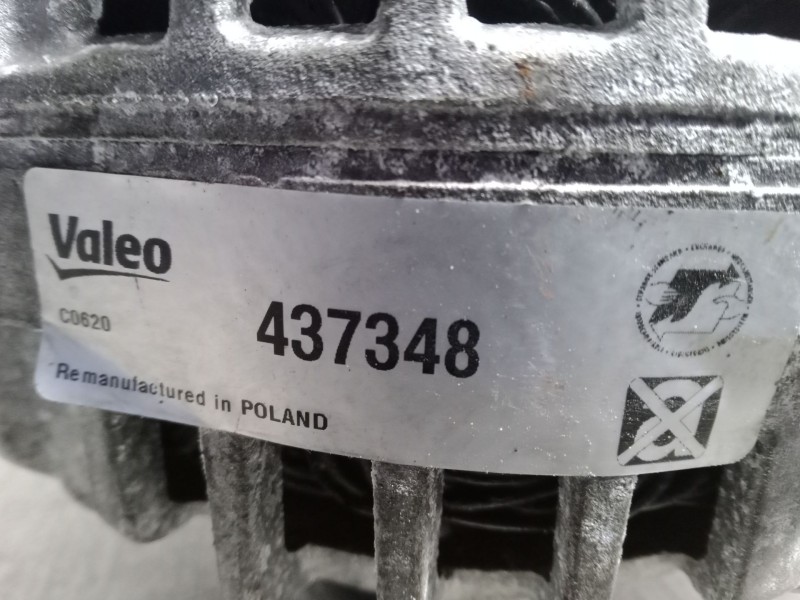 Valeo
C0620
437348
Remanufactured in POLAND